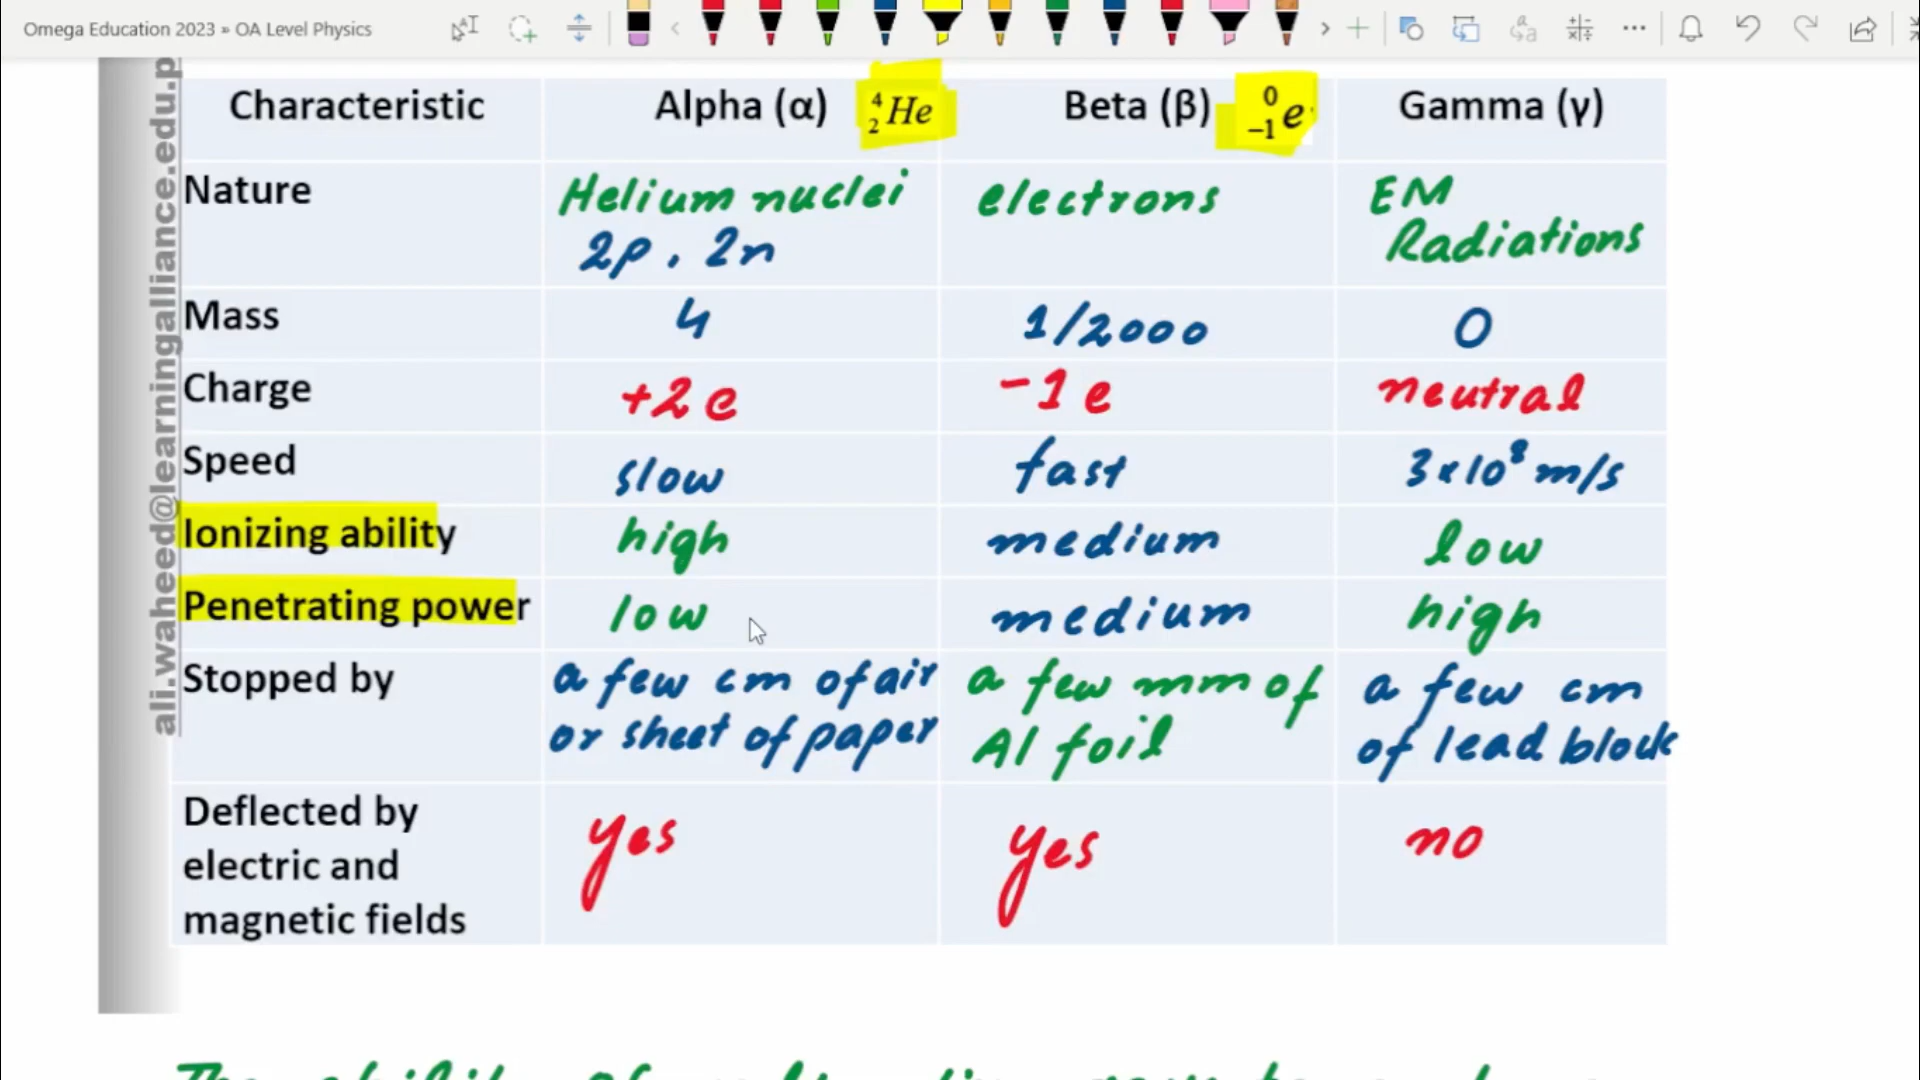 Omega Education 2023 » OA Level Physics
ali.waheed@learningalliance.edu.p
Characteristic Alpha (α) ⁴₂He Beta (β) ⁰₋₁e Gamma (γ)
Nature Helium nuclei electrons EM
2p, 2n Radiations
Mass 4 1/2000 0
Charge +2e -1e neutral
Speed slow fast 3x10⁸ m/s
Ionizing ability high medium low
Penetrating power low medium high
Stopped by a few cm of air a few mm of a few cm
or sheet of paper Al foil of lead block
Deflected by
electric and yes yes no
magnetic fields